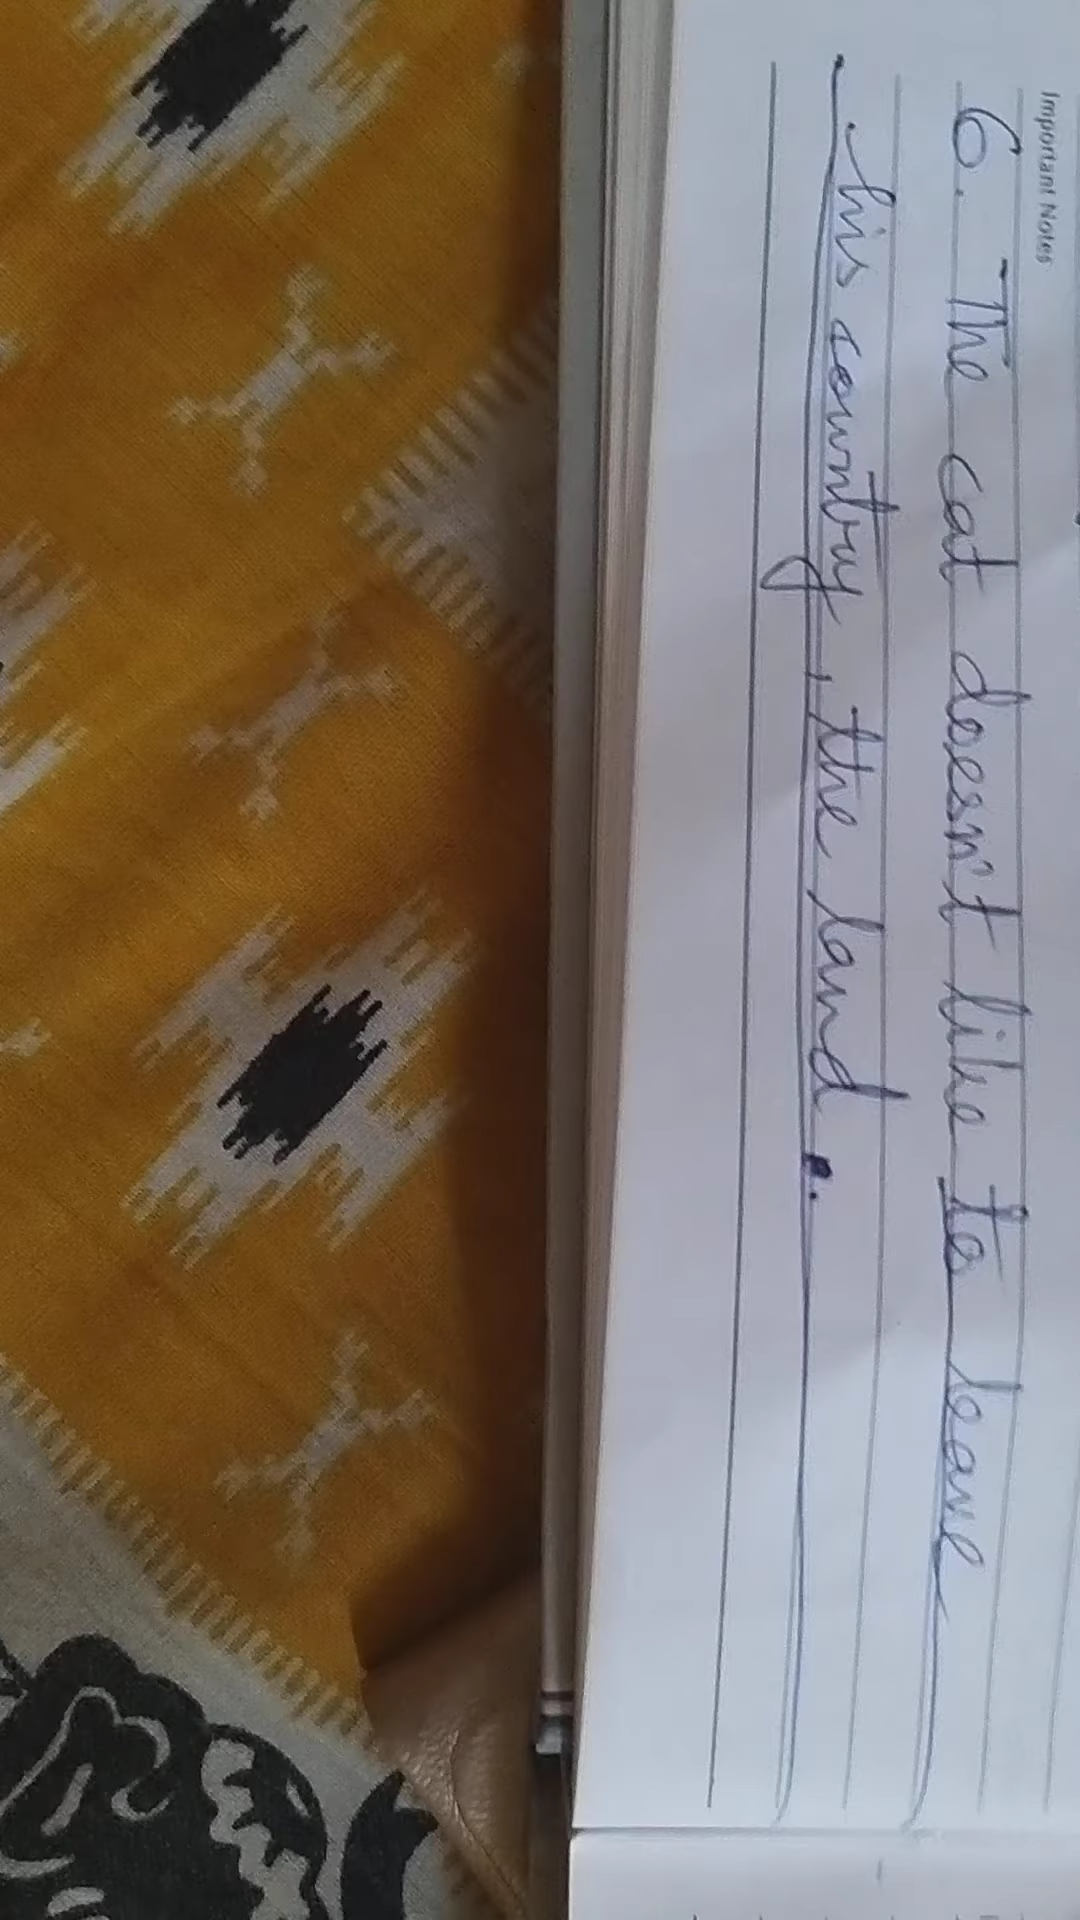 Important Notes
6. The cat doesn't like to leave
his country, the land.